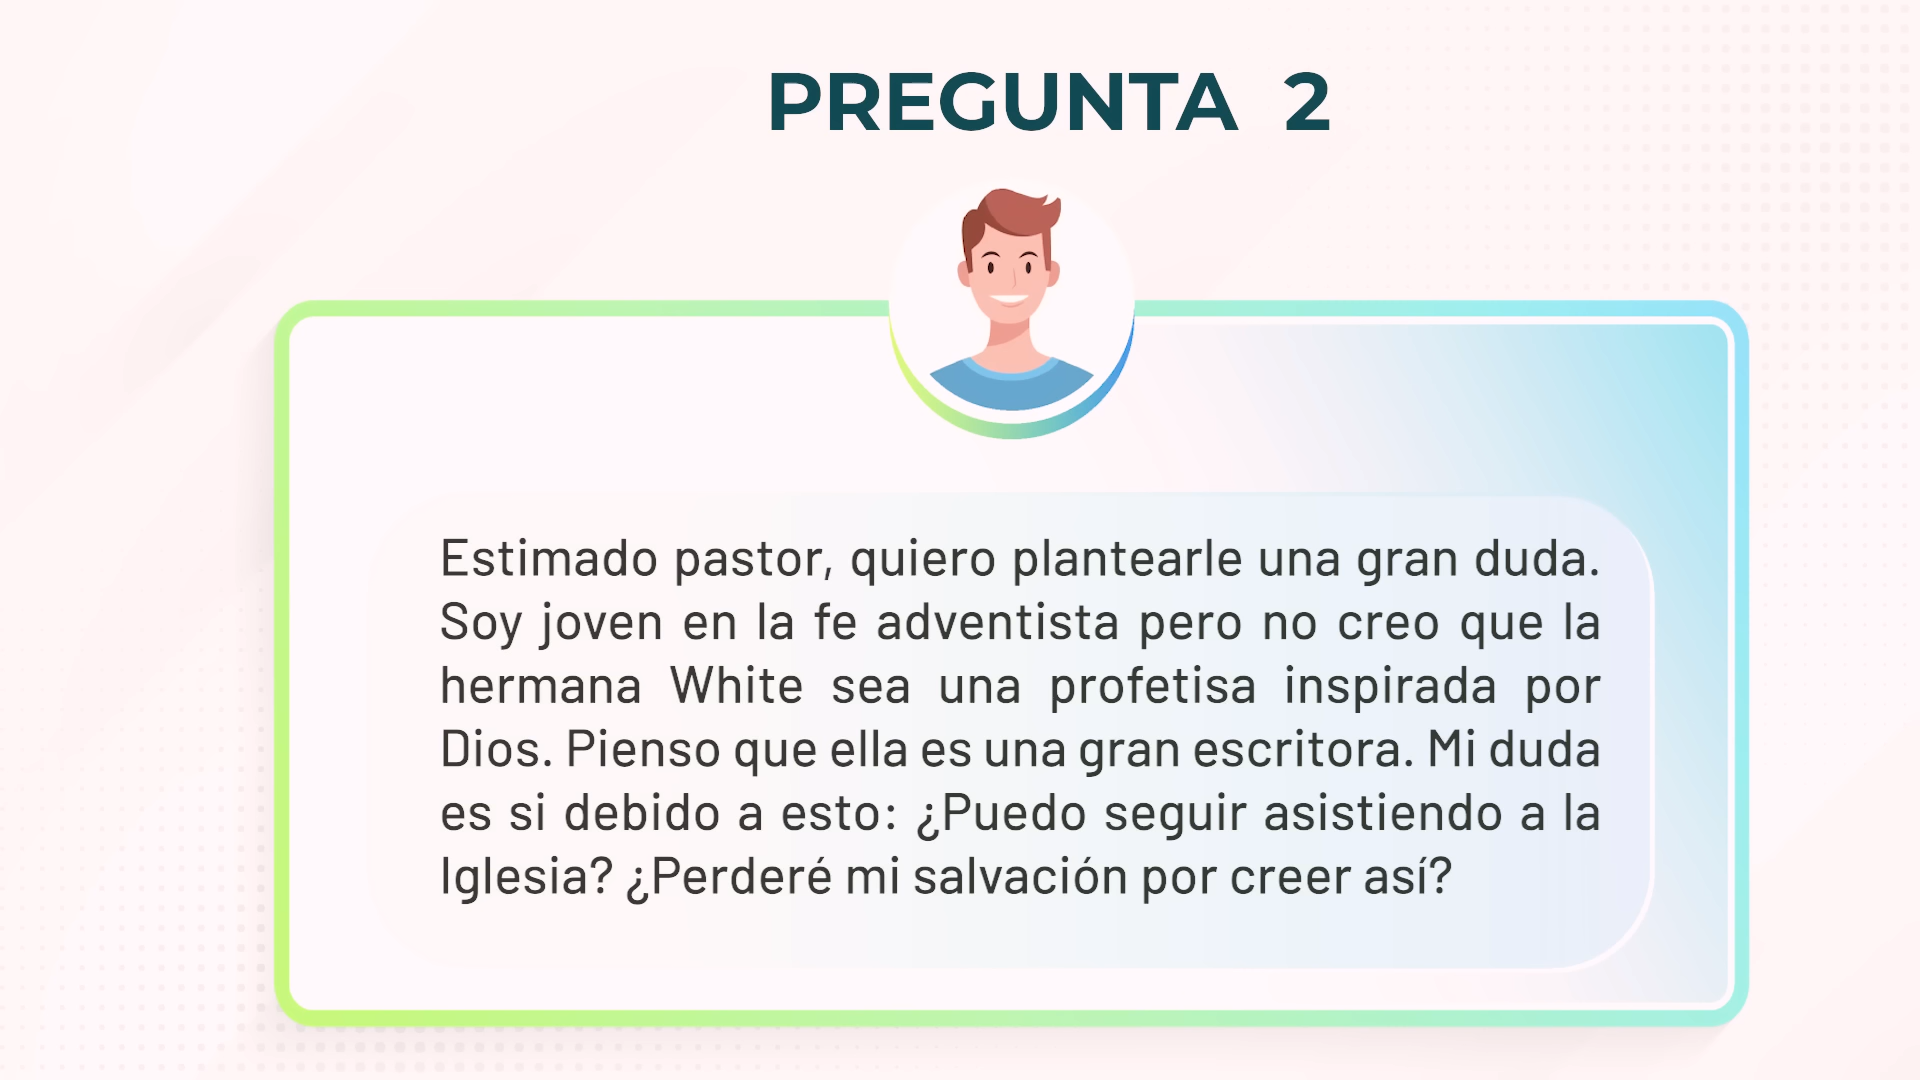 PREGUNTA 2
Estimado pastor, quiero plantearle una gran duda.
Soy joven en la fe adventista pero no creo que la
hermana White sea una profetisa inspirada por
Dios. Pienso que ella es una gran escritora. Mi duda
es si debido a esto: ¿Puedo seguir asistiendo a la
Iglesia? ¿Perderé mi salvación por creer así?